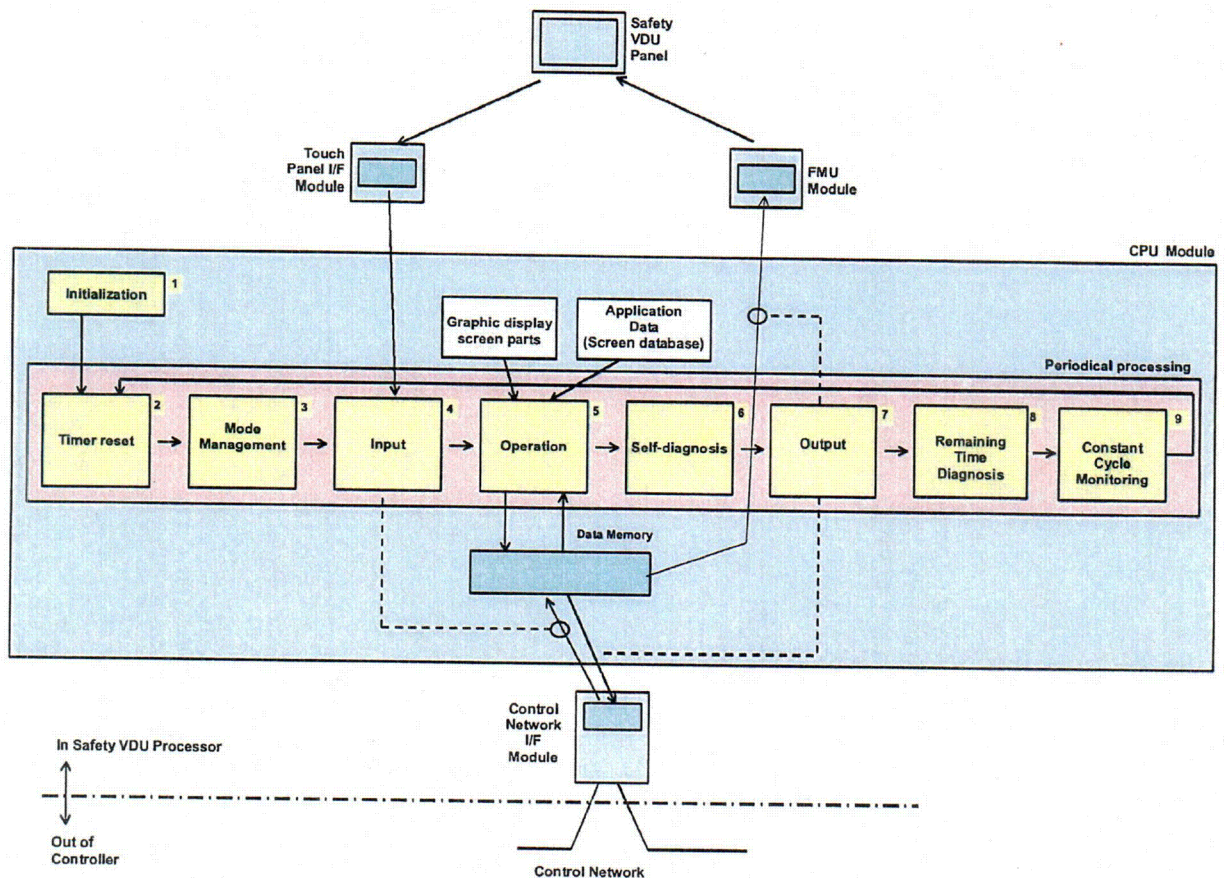 Safety
VDU
Panel
Touch
Panel I/F
Module
FMU
Module
CPU Module
Initialization
1
Graphic display
screen parts
Application
Data
(Screen database)
Periodical processing
Timer reset
2
Mode
Management
3
Input
4
Operation
5
Self-diagnosis
6
Output
7
Remaining
Time
Diagnosis
8
Constant
Cycle
Monitoring
9
Data Memory
Control
Network
I/F
Module
In Safety VDU Processor
Out of
Controller
Control Network